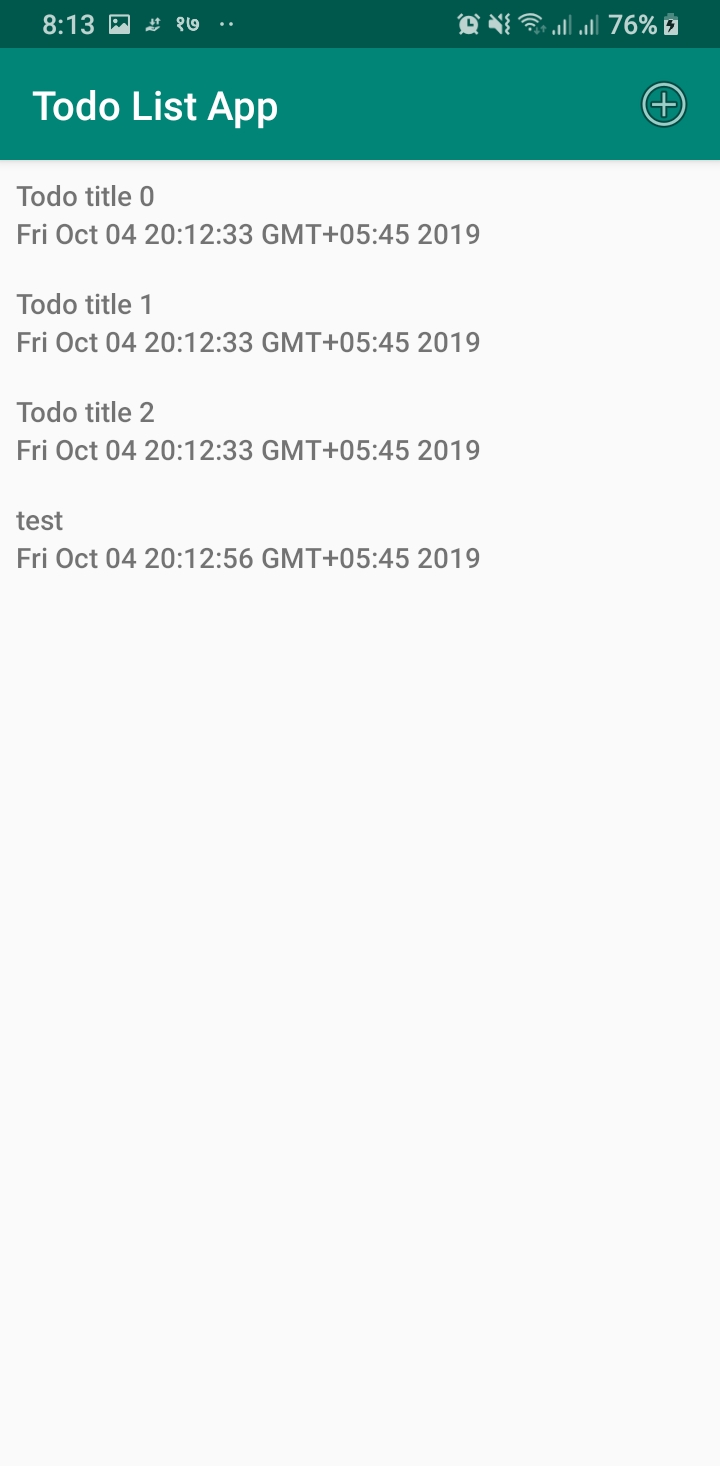 8:13 १७ 76%
Todo List App
Todo title 0
Fri Oct 04 20:12:33 GMT+05:45 2019
Todo title 1
Fri Oct 04 20:12:33 GMT+05:45 2019
Todo title 2
Fri Oct 04 20:12:33 GMT+05:45 2019
test
Fri Oct 04 20:12:56 GMT+05:45 2019